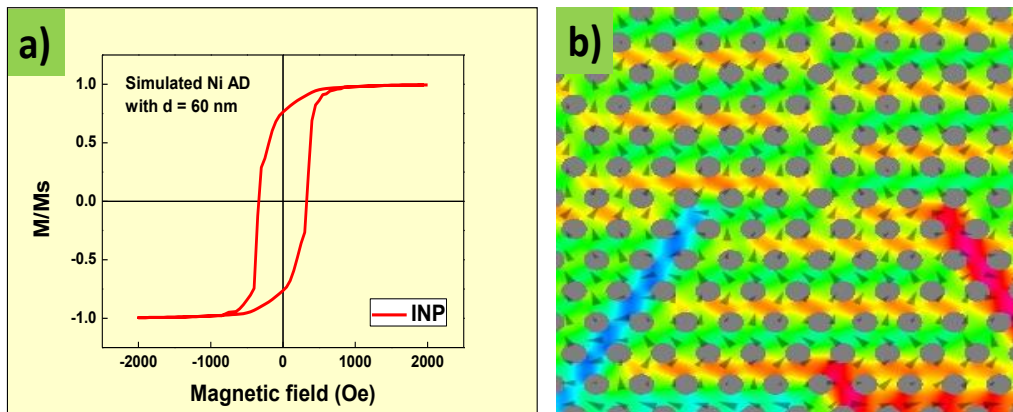 a)
Simulated Ni AD
with d = 60 nm
1.0
0.5
0.0
-0.5
-1.0
M/Ms
INP
-2000 -1000 0 1000 2000
Magnetic field (Oe)
b)